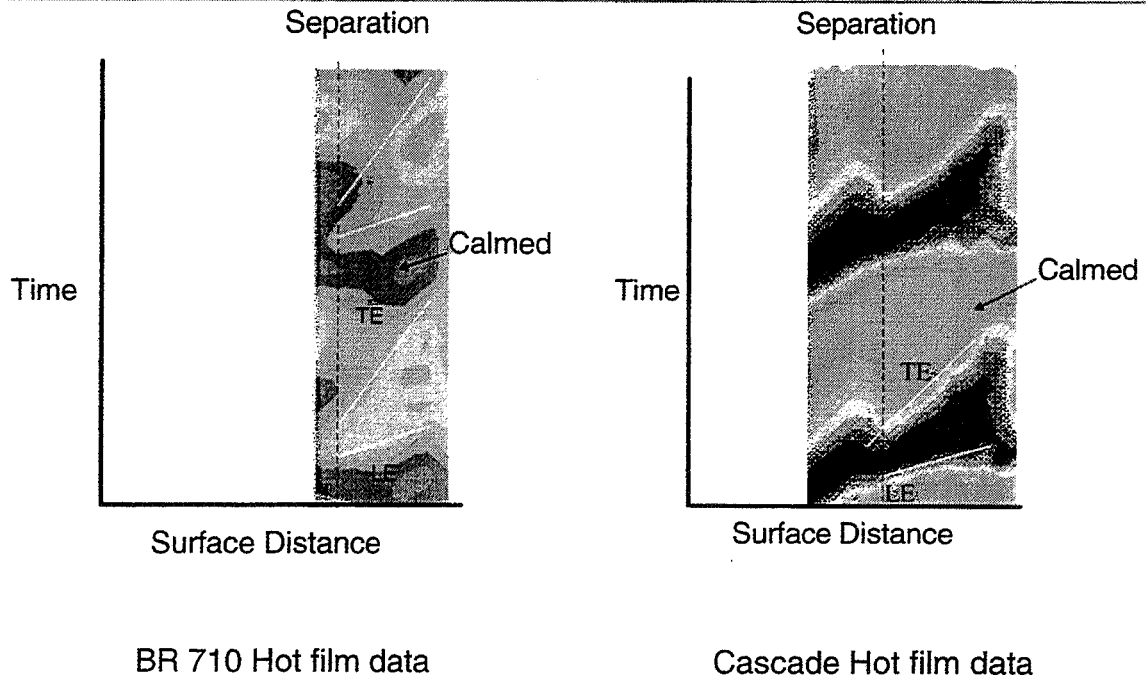 Separation
Time
Calmed
TE
LE
Surface Distance
BR 710 Hot film data
Separation
Time
Calmed
TE
LE
Surface Distance
Cascade Hot film data